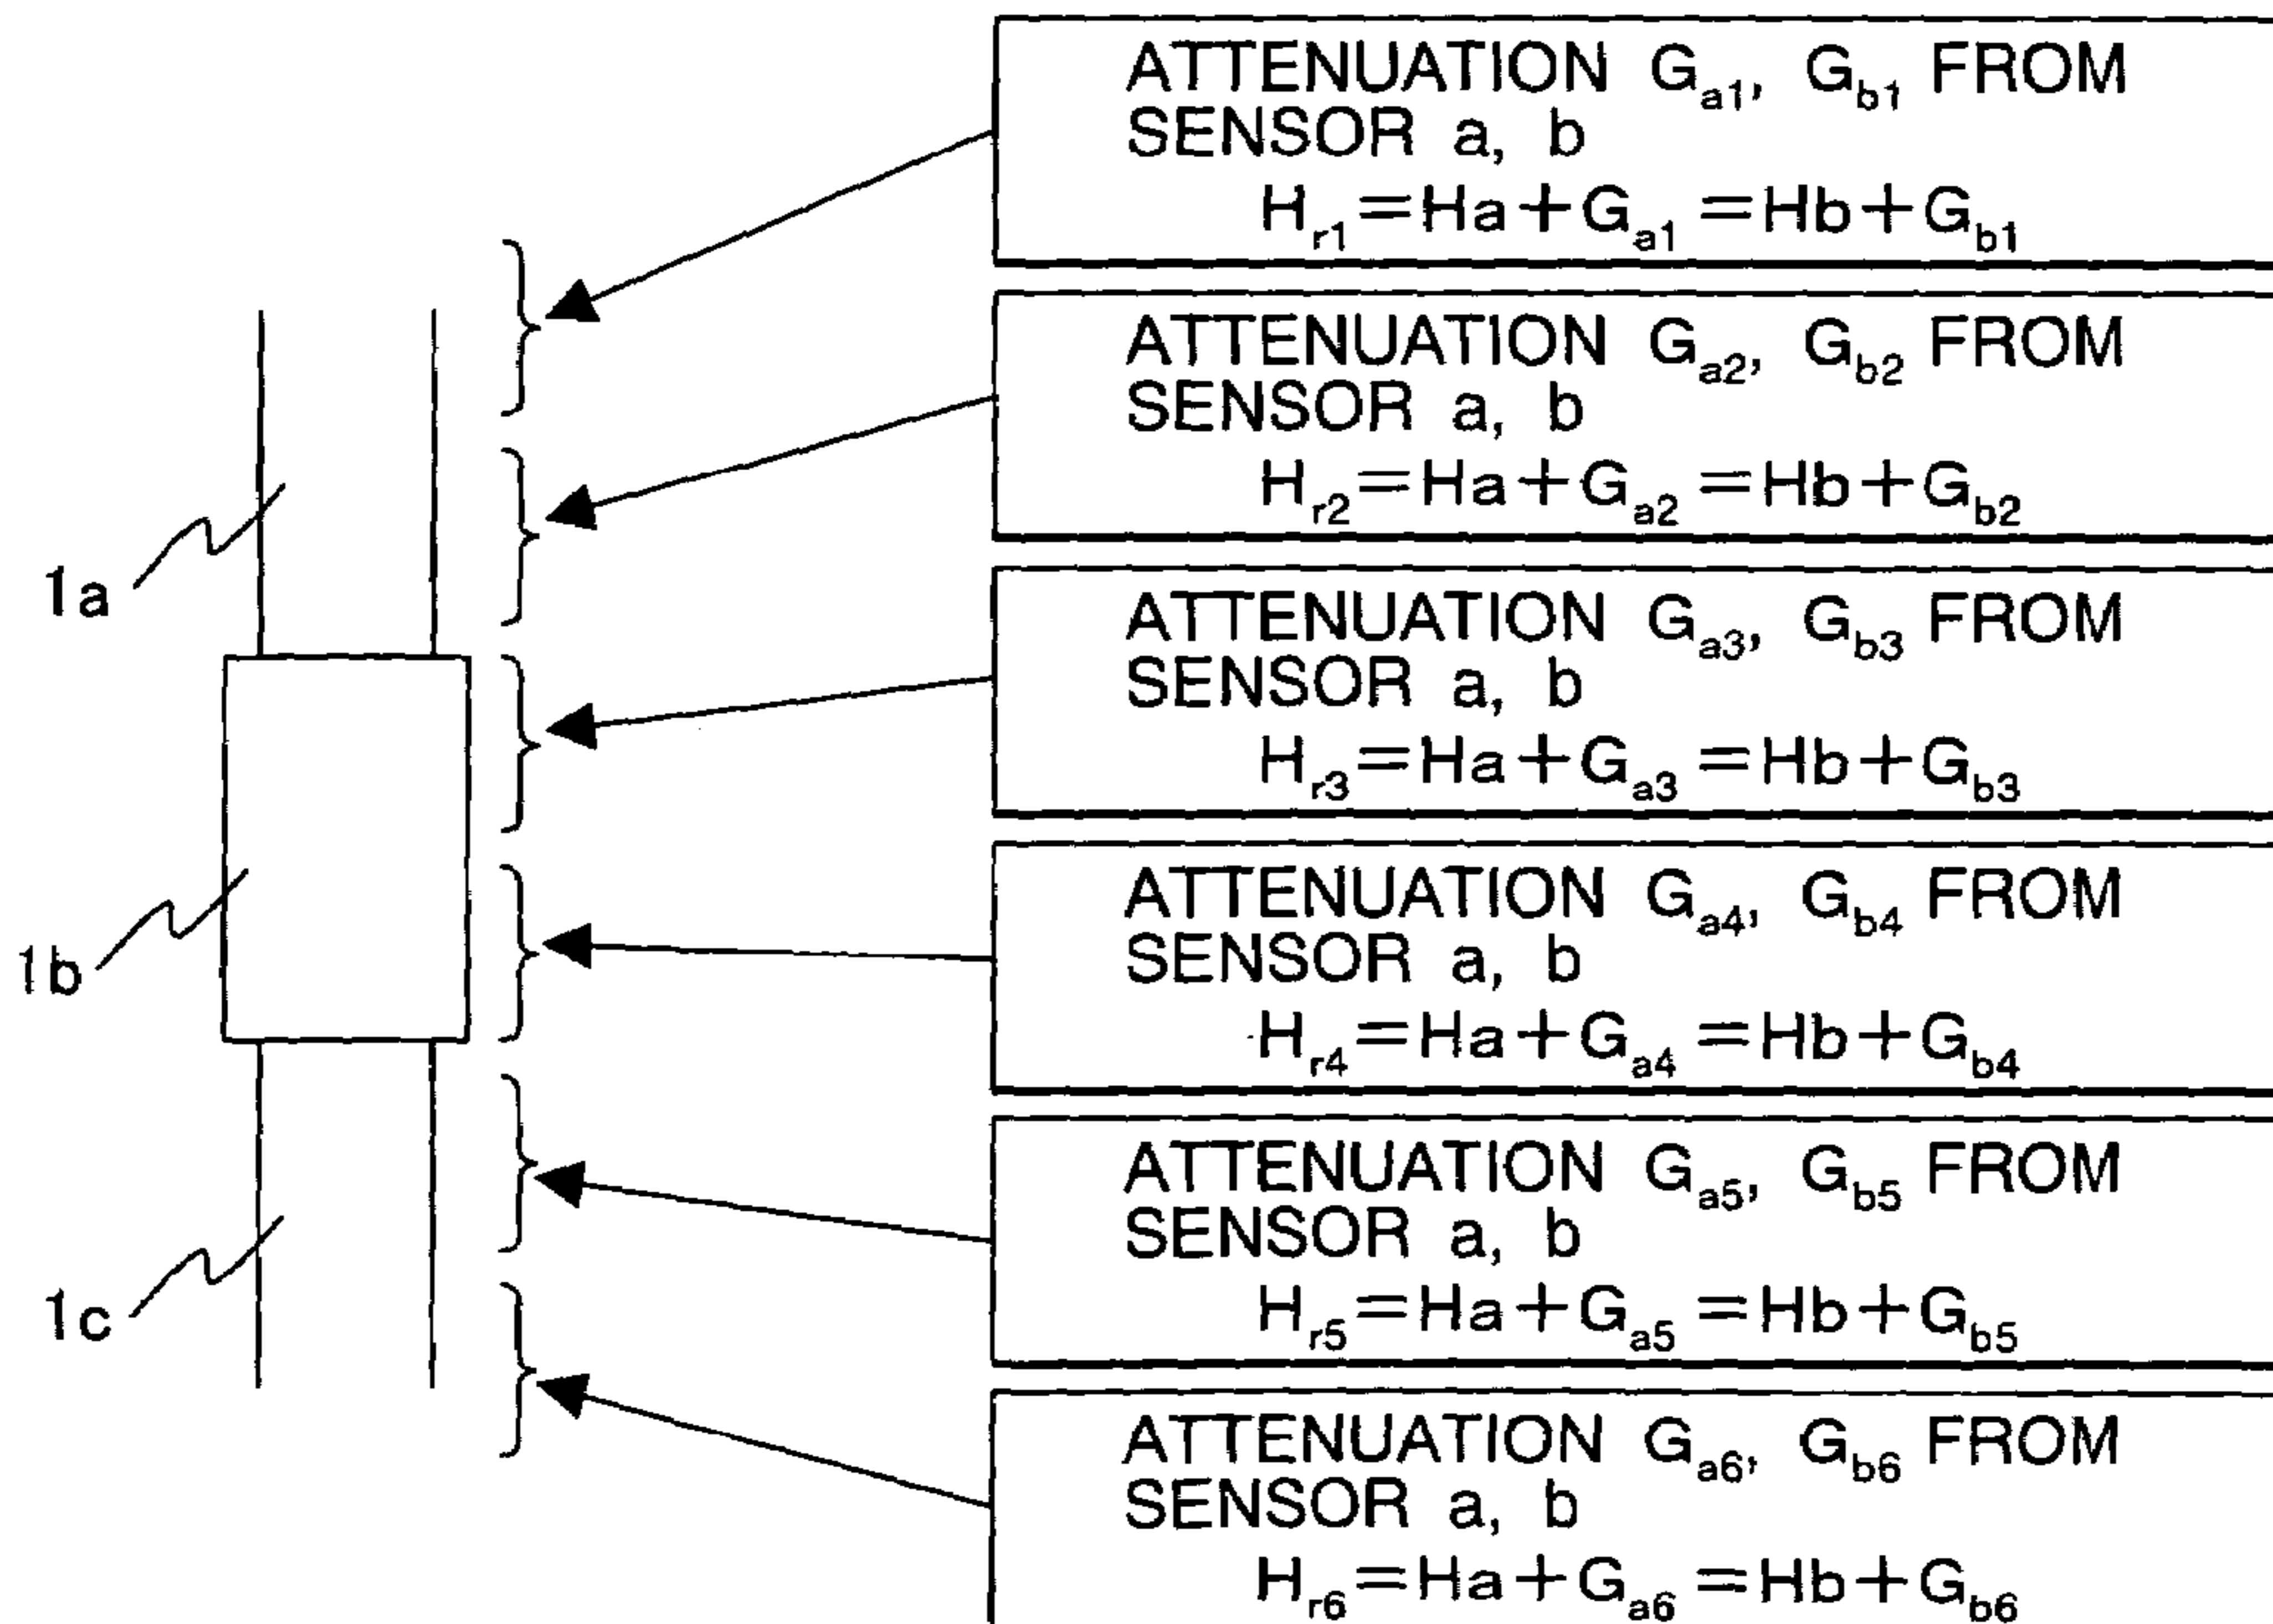 ATTENUATION Ga1, Gb1 FROM
SENSOR a, b
Hr1=Ha+Ga1=Hb+Gb1
ATTENUATION Ga2, Gb2 FROM
SENSOR a, b
Hr2=Ha+Ga2=Hb+Gb2
1a
ATTENUATION Ga3, Gb3 FROM
SENSOR a, b
Hr3=Ha+Ga3=Hb+Gb3
1b
ATTENUATION Ga4, Gb4 FROM
SENSOR a, b
Hr4=Ha+Ga4=Hb+Gb4
ATTENUATION Ga5, Gb5 FROM
SENSOR a, b
Hr5=Ha+Ga5=Hb+Gb5
1c
ATTENUATION Ga6, Gb6 FROM
SENSOR a, b
Hr6=Ha+Ga6=Hb+Gb6